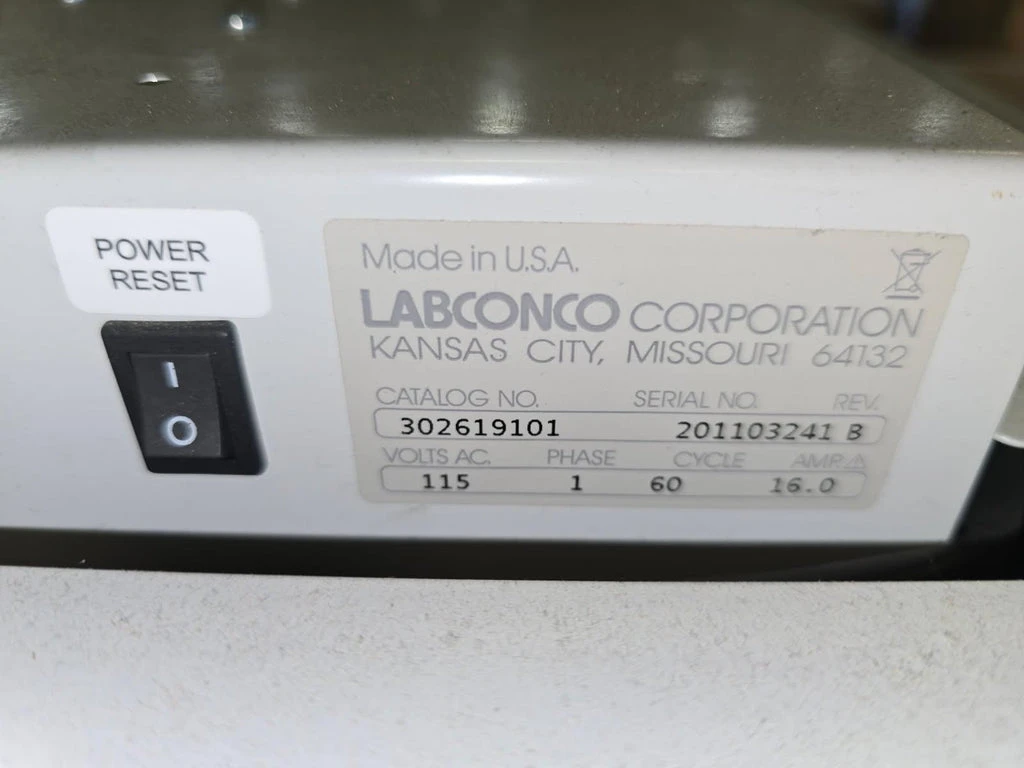 POWER
RESET
I
O
Made in U.S.A.
LABCONCO CORPORATION
KANSAS CITY, MISSOURI 64132
CATALOG NO. SERIAL NO. REV.
302619101 201103241 B
VOLTS AC. PHASE CYCLE AMP.
115 1 60 16.0